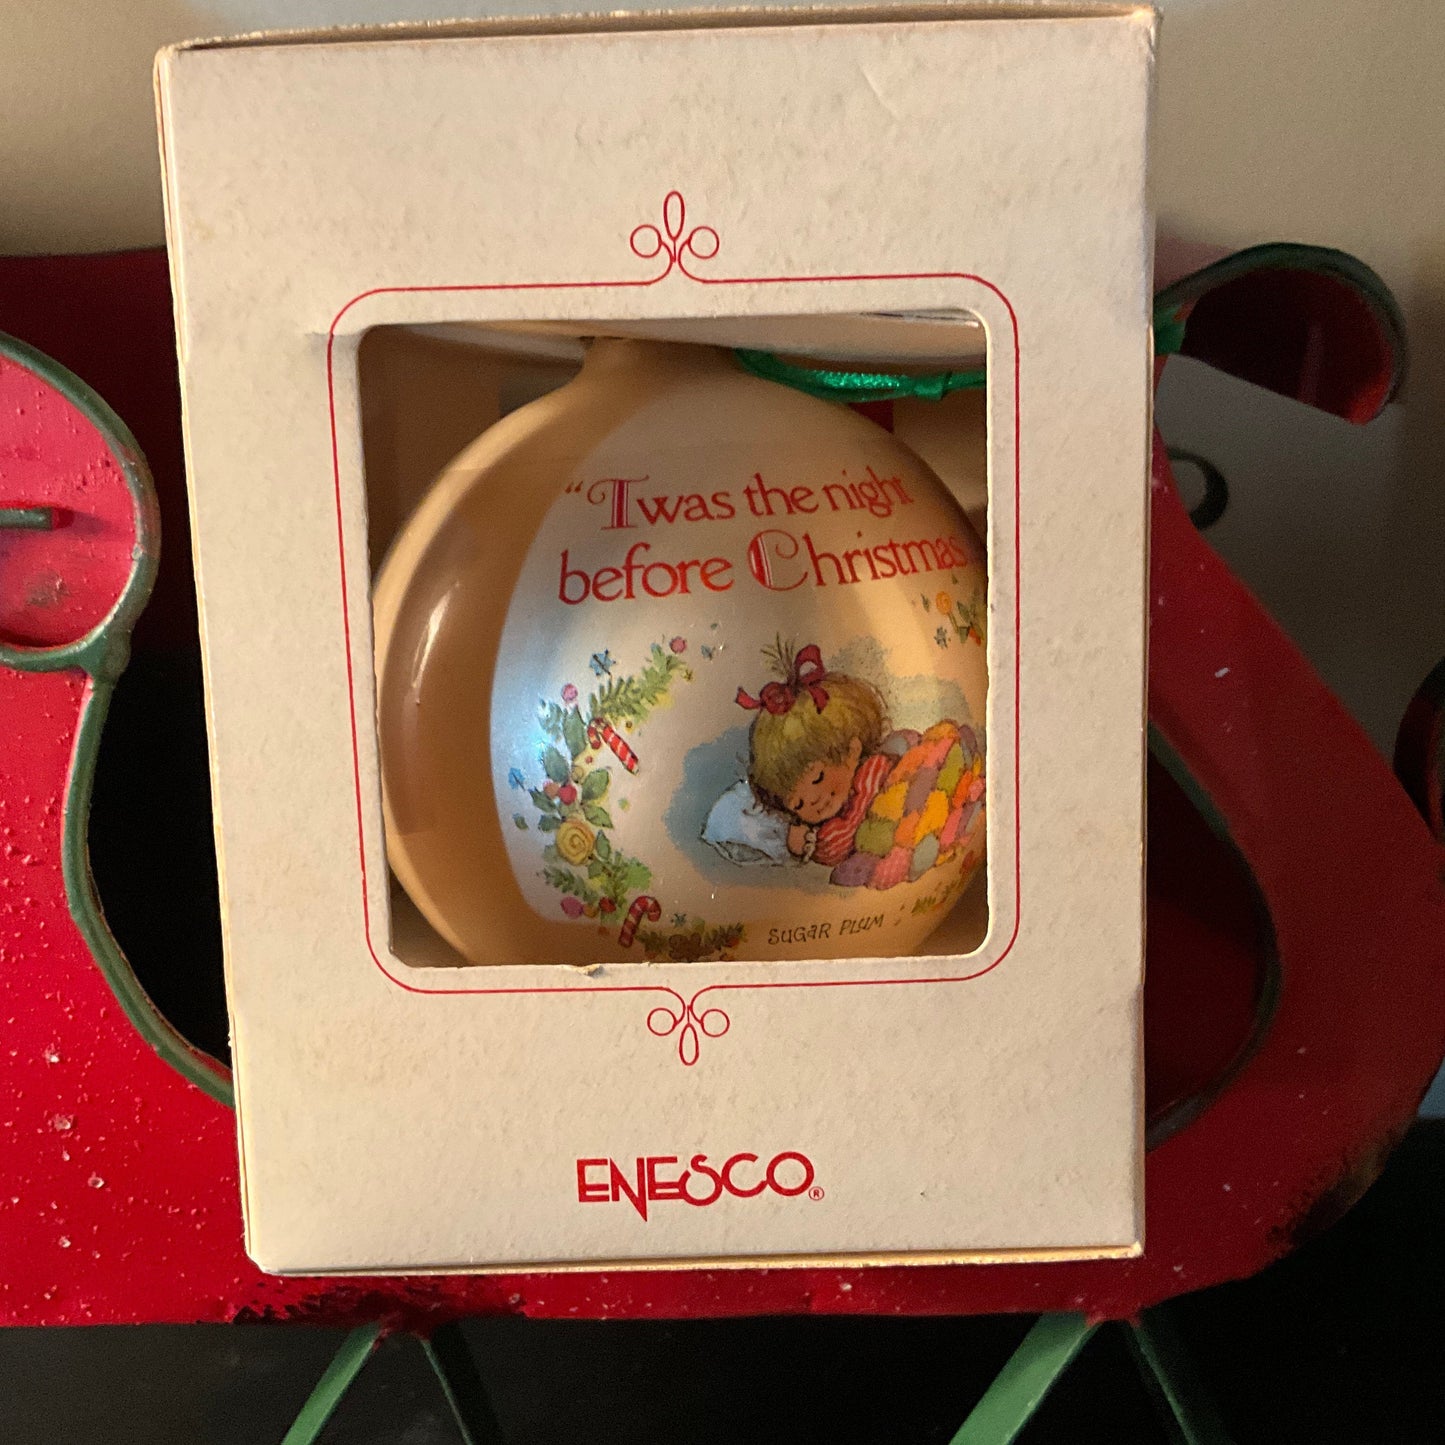 “Twas the night
before Christmas
SUGAR PLUM
ENESCO®